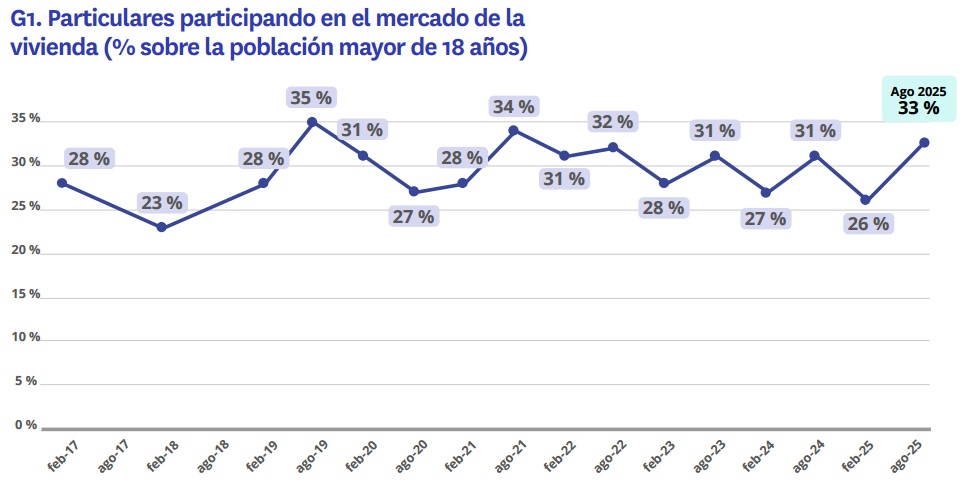 G1. Particulares participando en el mercado de la
vivienda (% sobre la población mayor de 18 años)
Ago 2025
33 %
35 %
30 %
25 %
20 %
15 %
10 %
5 %
0 %
28 %
23 %
28 %
35 %
31 %
27 %
28 %
34 %
31 %
32 %
28 %
31 %
27 %
31 %
26 %
feb-17
ago-17
feb-18
ago-18
feb-19
ago-19
feb-20
ago-20
feb-21
ago-21
feb-22
ago-22
feb-23
ago-23
feb-24
ago-24
feb-25
ago-25